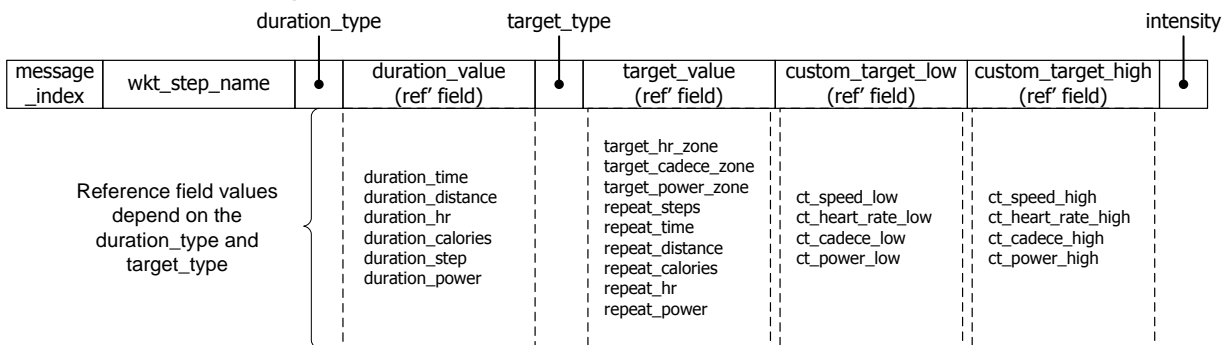 duration_type
target_type
intensity
message
_index
wkt_step_name
duration_value
(ref' field)
target_value
(ref' field)
custom_target_low
(ref' field)
custom_target_high
(ref' field)
Reference field values
depend on the
duration_type and
target_type
duration_time
duration_distance
duration_hr
duration_calories
duration_step
duration_power
target_hr_zone
target_cadece_zone
target_power_zone
repeat_steps
repeat_time
repeat_distance
repeat_calories
repeat_hr
repeat_power
ct_speed_low
ct_heart_rate_low
ct_cadece_low
ct_power_low
ct_speed_high
ct_heart_rate_high
ct_cadece_high
ct_power_high